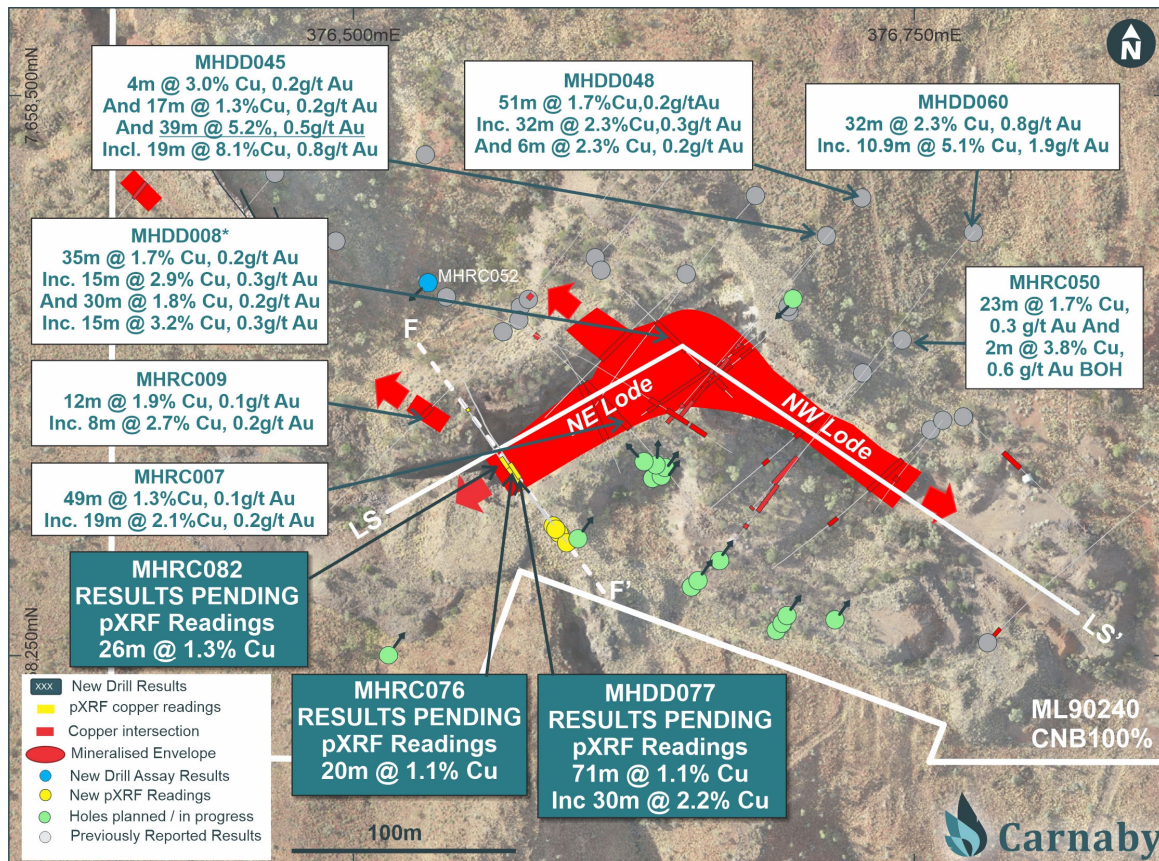 376,500mE
376,750mE
N
7,658,500mN
MHDD045
4m @ 3.0% Cu, 0.2g/t Au
And 17m @ 1.3%Cu, 0.2g/t Au
And 39m @ 5.2%, 0.5g/t Au
Incl. 19m @ 8.1%Cu, 0.8g/t Au
MHDD048
51m @ 1.7%Cu,0.2g/tAu
Inc. 32m @ 2.3%Cu,0.3g/t Au
And 6m @ 2.3% Cu, 0.2g/t Au
MHDD060
32m @ 2.3% Cu, 0.8g/t Au
Inc. 10.9m @ 5.1% Cu, 1.9g/t Au
MHDD008*
35m @ 1.7% Cu, 0.2g/t Au
Inc. 15m @ 2.9% Cu, 0.3g/t Au
And 30m @ 1.8% Cu, 0.2g/t Au
Inc. 15m @ 3.2% Cu, 0.3g/t Au
MHRC052
MHRC050
23m @ 1.7% Cu,
0.3 g/t Au And
2m @ 3.8% Cu,
0.6 g/t Au BOH
F
MHRC009
12m @ 1.9% Cu, 0.1g/t Au
Inc. 8m @ 2.7% Cu, 0.2g/t Au
NE Lode
NW Lode
MHRC007
49m @ 1.3%Cu, 0.1g/t Au
Inc. 19m @ 2.1%Cu, 0.2g/t Au
LS
LS'
F'
MHRC082
RESULTS PENDING
pXRF Readings
26m @ 1.3% Cu
58,250mN
MHRC076
RESULTS PENDING
pXRF Readings
20m @ 1.1% Cu
MHDD077
RESULTS PENDING
pXRF Readings
71m @ 1.1% Cu
Inc 30m @ 2.2% Cu
ML90240
CNB100%
XXX New Drill Results
pXRF copper readings
Copper intersection
Mineralised Envelope
New Drill Assay Results
New pXRF Readings
Holes planned / in progress
Previously Reported Results
100m
Carnaby